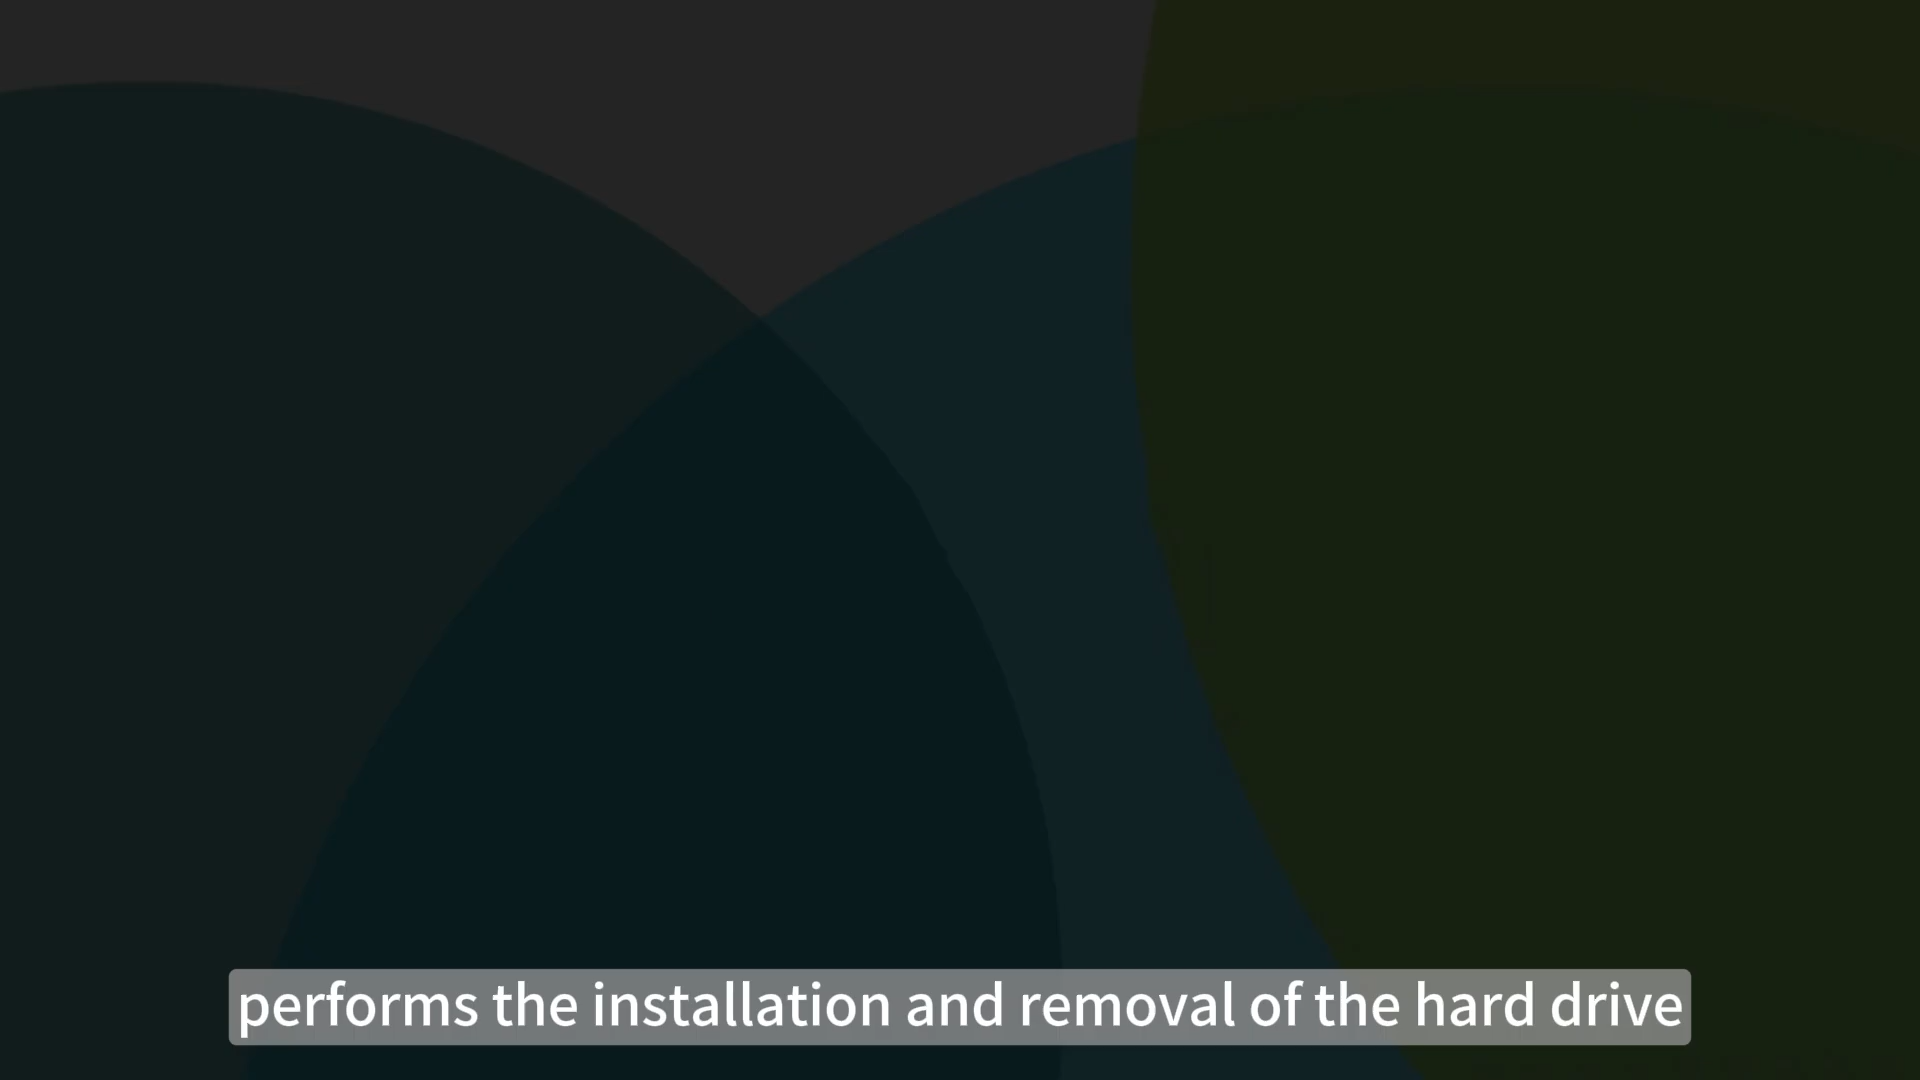 performs the installation and removal of the hard drive